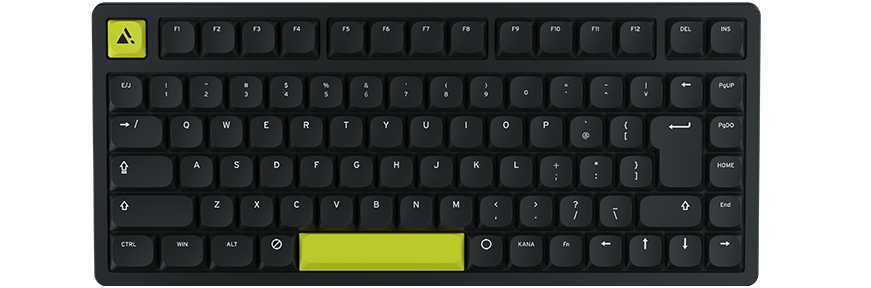 F1 F2 F3 F4 F5 F6 F7 F8 F9 F10 F11 F12 DEL INS
E/J ! 1 " 2 # 3 $ 4 % 5 & 6 ' 7 ( 8 ) 9 0 = - ~ ^ | ¥ ← PgUP
→ / Q W E R T Y U I O P ` @ { [ PgDO
A S D F G H J K L + ; * : } ] HOME
Z X C V B N M < , > . ? / _ \ End
CTRL WIN ALT KANA Fn ← ↑ ↓ →